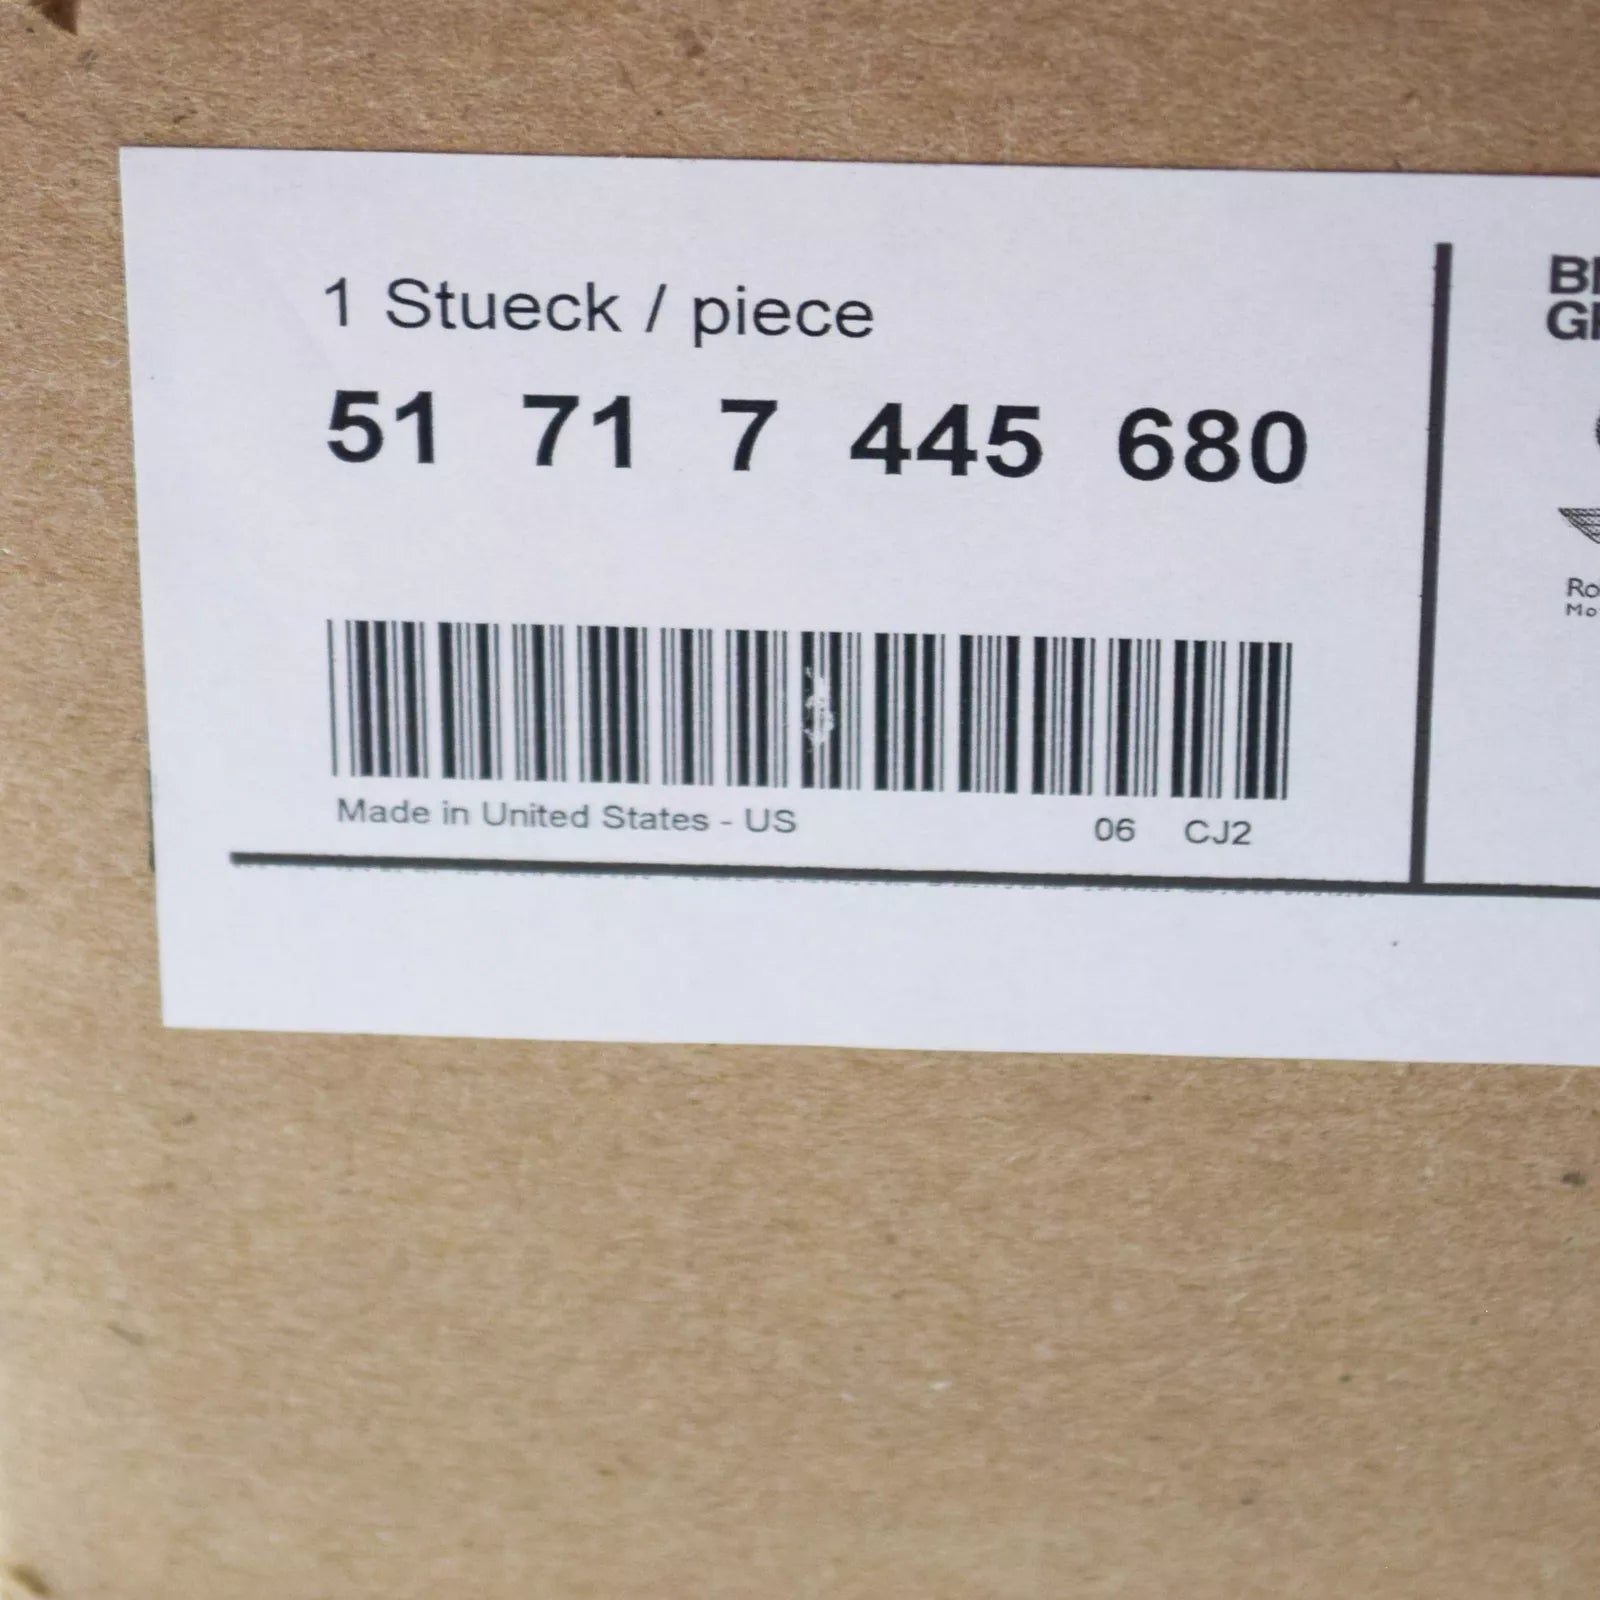 1 Stueck / piece
51 71 7 445 680
Made in United States - US
06 CJ2